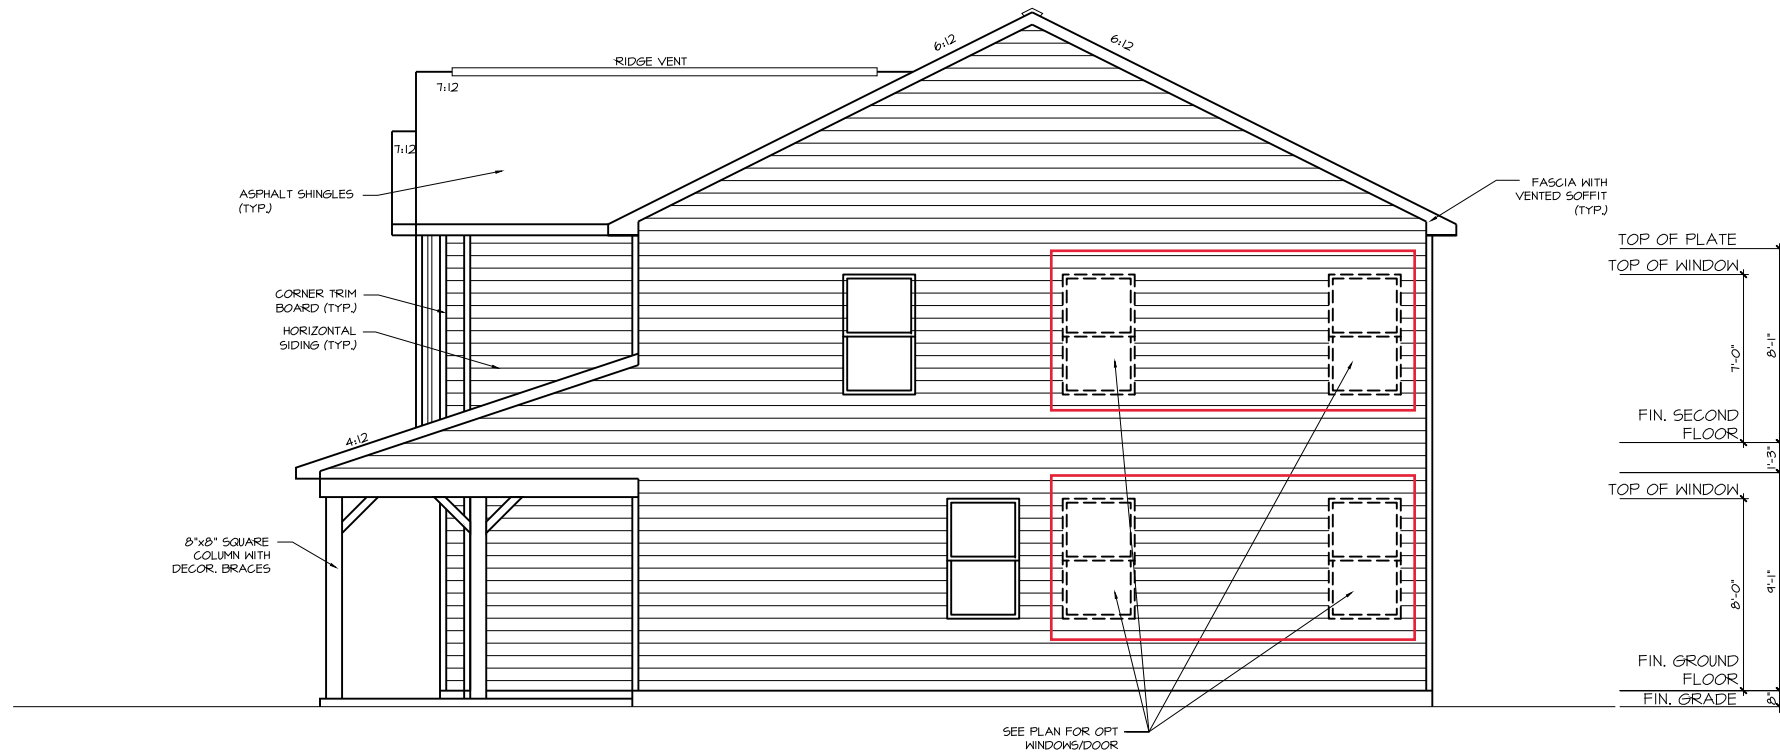 6:12
6:12
RIDGE VENT
7:12
7:12
ASPHALT SHINGLES
(TYP.)
FASCIA WITH
VENTED SOFFIT
(TYP.)
TOP OF PLATE
TOP OF WINDOW
CORNER TRIM
BOARD (TYP.)
HORIZONTAL
SIDING (TYP.)
7'-0"
8'-1"
FIN. SECOND
FLOOR
4:12
1'-3"
TOP OF WINDOW
8"x8" SQUARE
COLUMN WITH
DECOR. BRACES
8'-0"
9'-1"
FIN. GROUND
FLOOR
FIN. GRADE
8"
SEE PLAN FOR OPT
WINDOWS/DOOR